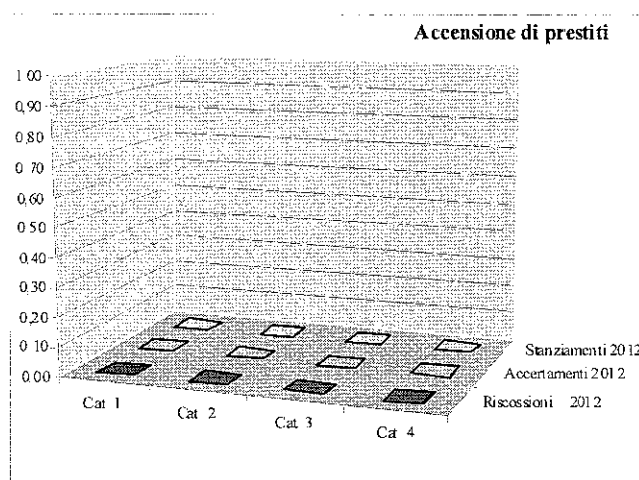 Accensione di prestiti
1.00
0,90
0.80
0 70
0,60
0.50
0 40
0.30
0,20
0 10
0.00
Cat 1
Cat 2
Cat 3
Cat 4
Stanziamenti 2012
Accertamenti 2012
Riscossioni 2012